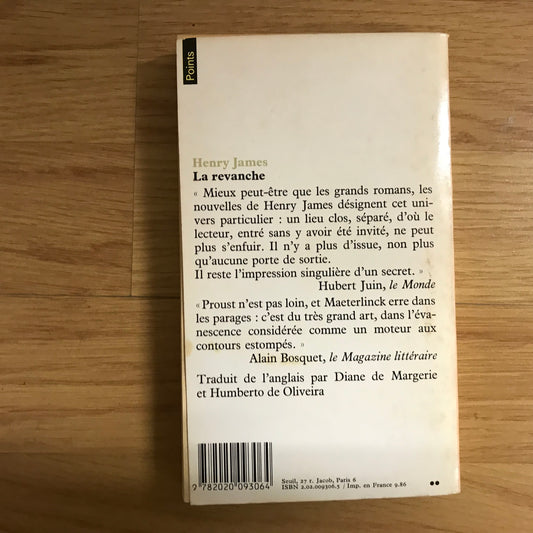 Points
Henry James
La revanche
« Mieux peut-être que les grands romans, les
nouvelles de Henry James désignent cet uni-
vers particulier : un lieu clos, séparé, d'où le
lecteur, entré sans y avoir été invité, ne peut
plus s'enfuir. Il n'y a plus d'issue, non plus
qu'aucune porte de sortie.
Il reste l'impression singulière d'un secret. »
Hubert Juin, le Monde
« Proust n'est pas loin, et Maeterlinck erre dans
les parages : c'est du très grand art, dans l'éva-
nescence considérée comme un moteur aux
contours estompés. »
Alain Bosquet, le Magazine littéraire
Traduit de l'anglais par Diane de Margerie
et Humberto de Oliveira
9 782020 093064
Seuil, 27 r. Jacob, Paris 6
ISBN 2.02.009306.5 / Imp. en France 9.86